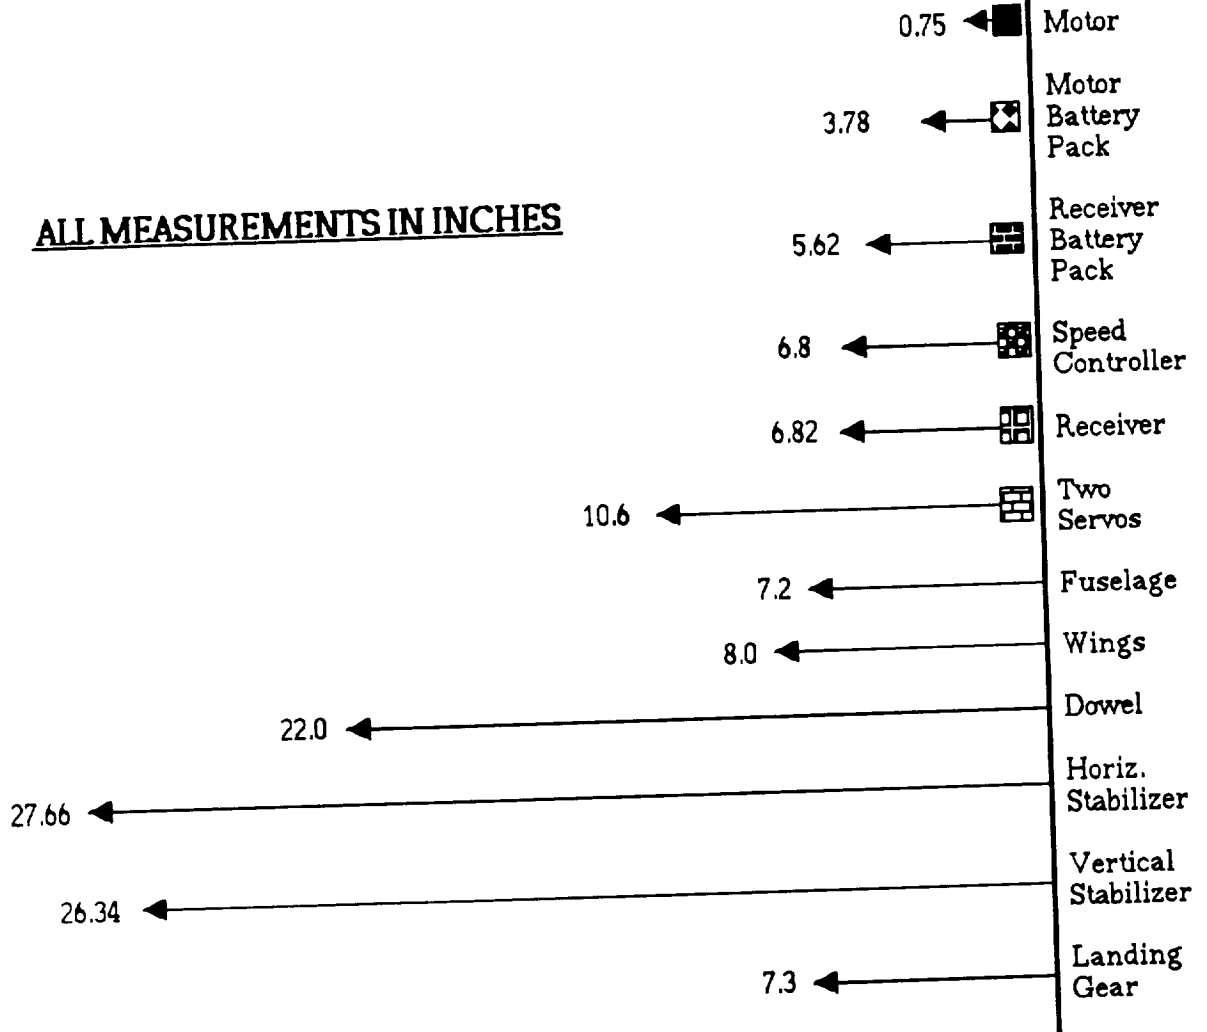 0.75 Motor
Motor
3.78 Battery
Pack
ALL MEASUREMENTS IN INCHES
Receiver
5.62 Battery
Pack
6.8 Speed
Controller
6.82 Receiver
Two
10.6 Servos
7.2 Fuselage
8.0 Wings
22.0 Dowel
Horiz.
27.66 Stabilizer
Vertical
26.34 Stabilizer
Landing
7.3 Gear